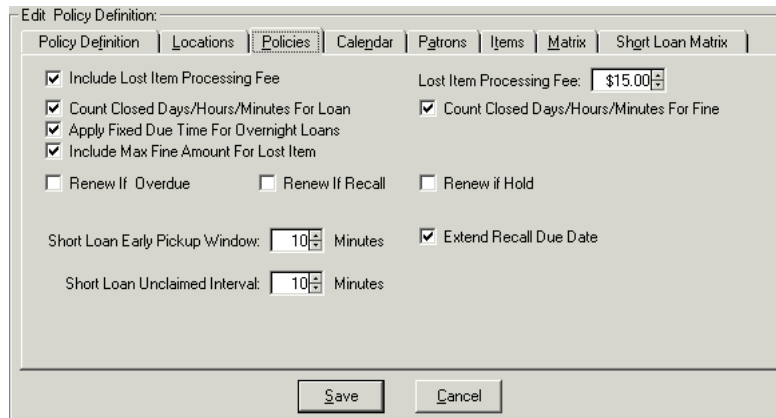 Edit Policy Definition:
Policy Definition Locations Policies Calendar Patrons Items Matrix Short Loan Matrix
Include Lost Item Processing Fee Lost Item Processing Fee: $15.00
Count Closed Days/Hours/Minutes For Loan Count Closed Days/Hours/Minutes For Fine
Apply Fixed Due Time For Overnight Loans
Include Max Fine Amount For Lost Item
Renew If Overdue Renew If Recall Renew if Hold
Short Loan Early Pickup Window: 10 Minutes Extend Recall Due Date
Short Loan Unclaimed Interval: 10 Minutes
Save Cancel